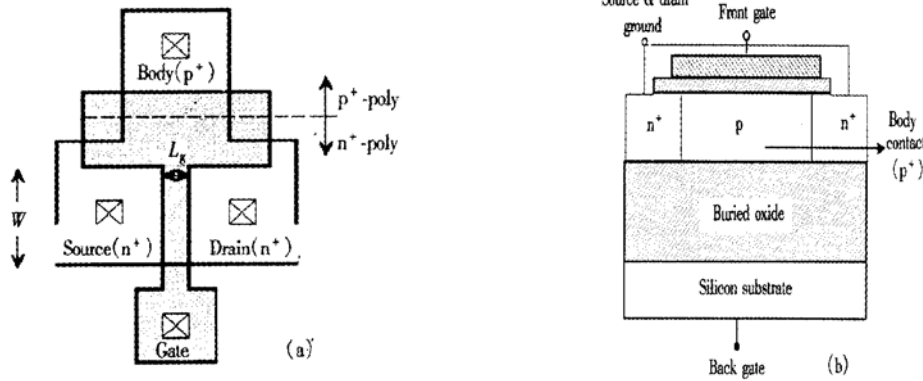 Body(p⁺)
p⁺-poly
n⁺-poly
Lg
W
Source(n⁺)
Drain(n⁺)
Gate
(a)
Source & drain
ground
Front gate
n⁺
p
n⁺
Body
contact
(p⁺)
Buried oxide
Silicon substrate
Back gate
(b)